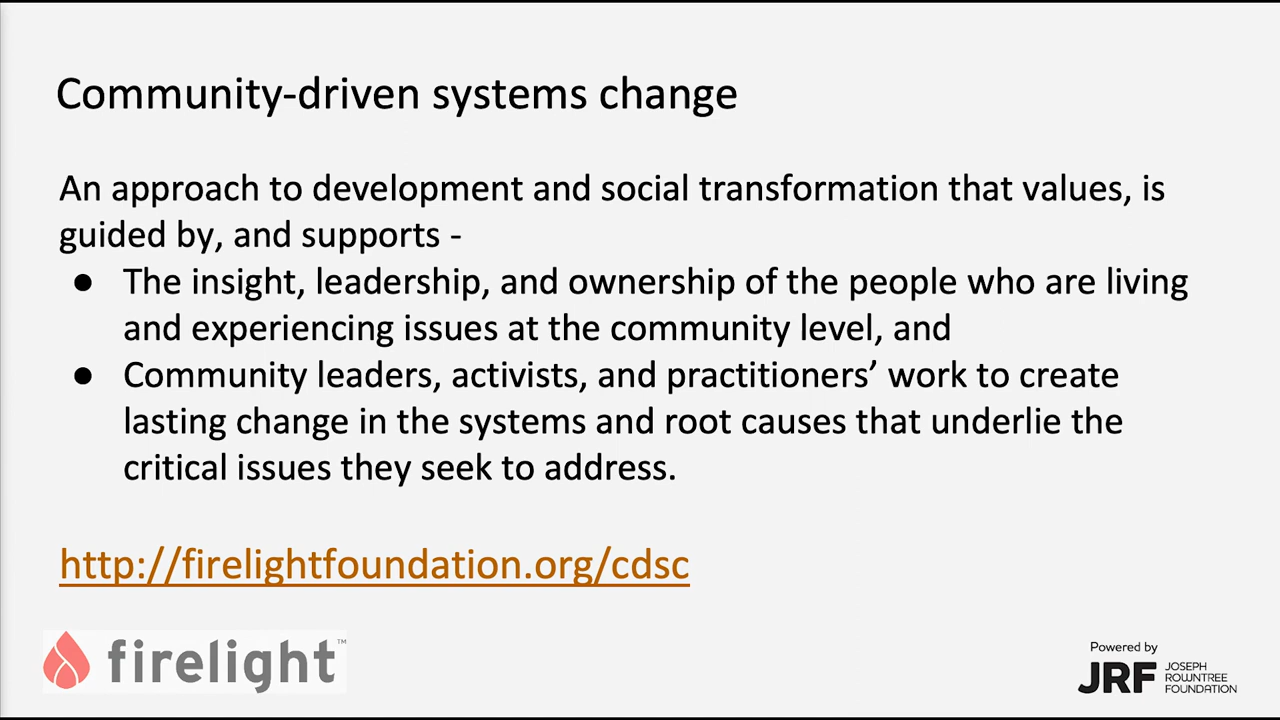 Community-driven systems change
An approach to development and social transformation that values, is
guided by, and supports -
● The insight, leadership, and ownership of the people who are living
and experiencing issues at the community level, and
● Community leaders, activists, and practitioners’ work to create
lasting change in the systems and root causes that underlie the
critical issues they seek to address.
http://firelightfoundation.org/cdsc
firelight™
Powered by
JRF JOSEPH
ROWNTREE
FOUNDATION